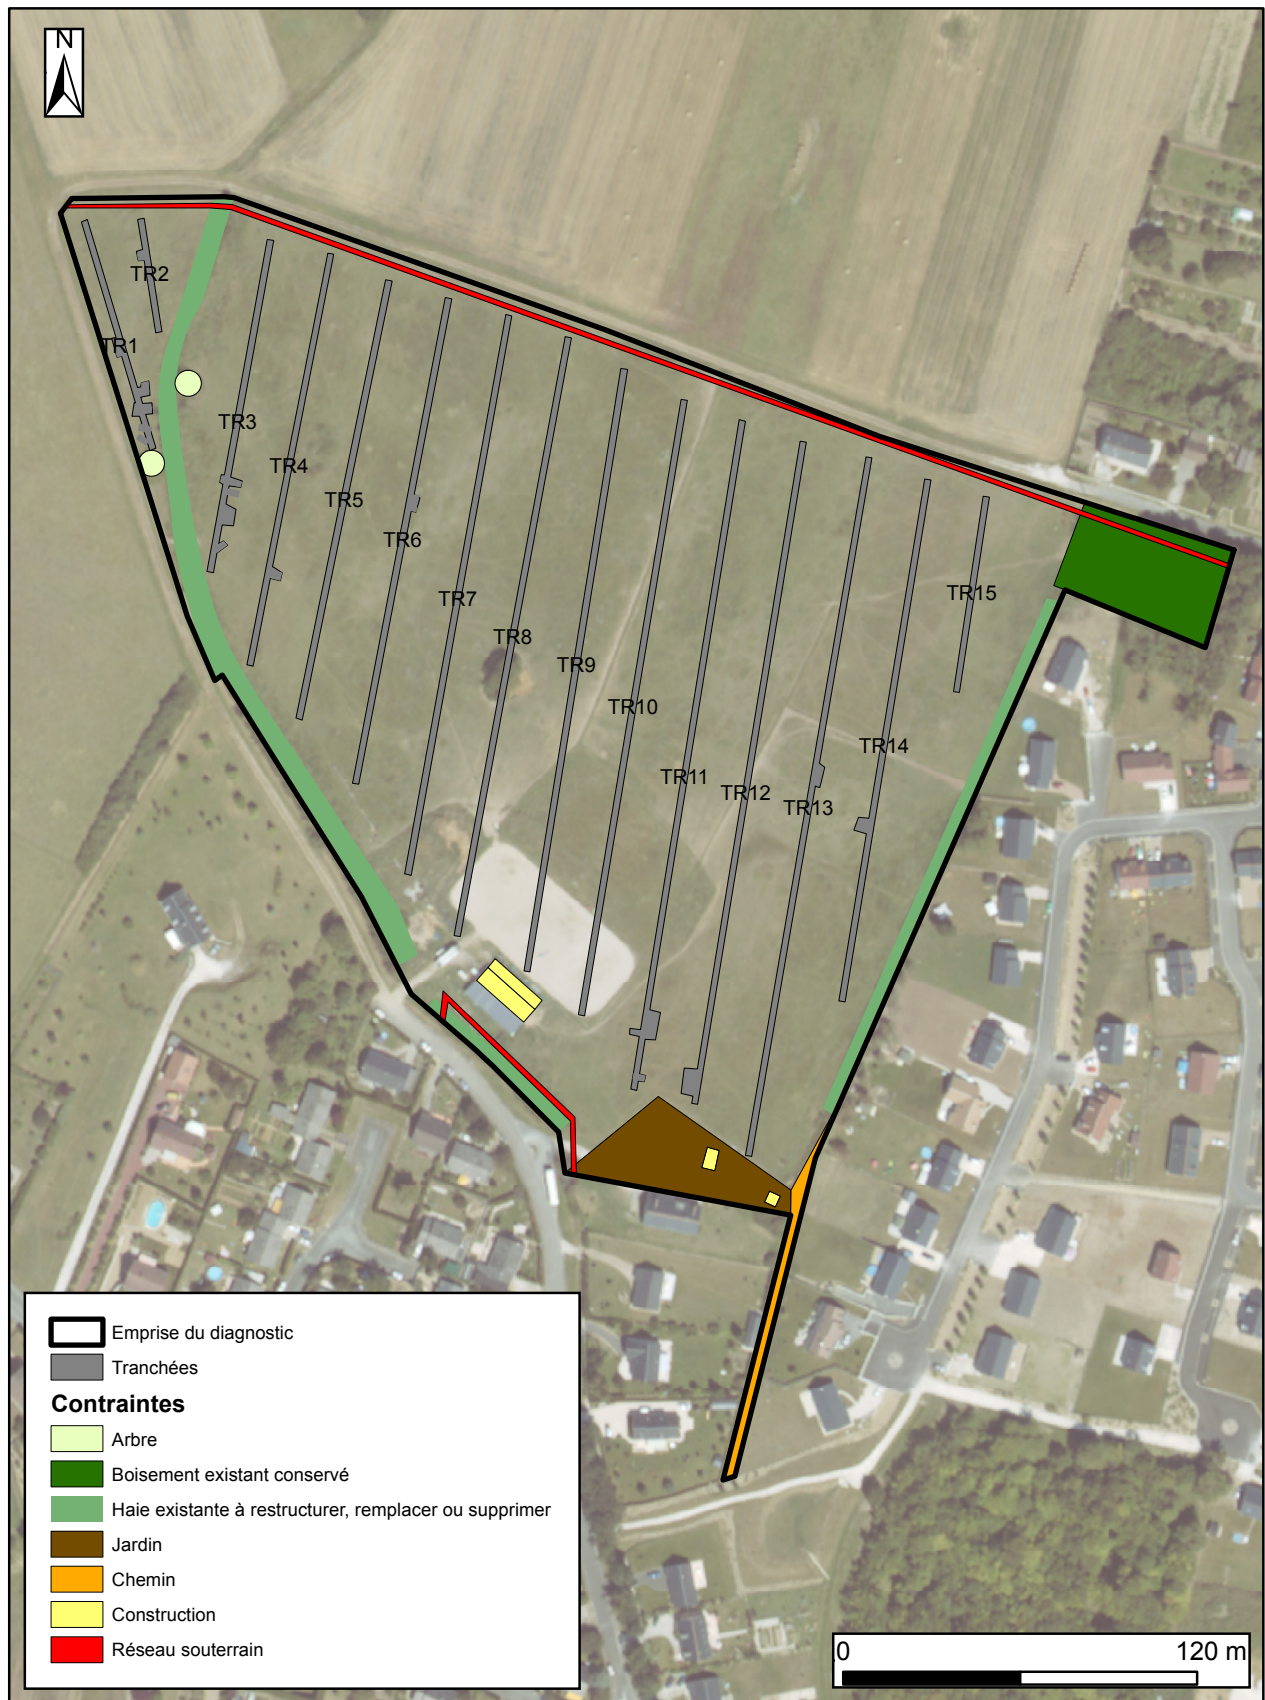 N
TR2
TR1
TR3
TR4
TR5
TR6
TR7
TR8
TR9
TR10
TR11
TR12
TR13
TR14
TR15
Emprise du diagnostic
Tranchées
Contraintes
Arbre
Boisement existant conservé
Haie existante à restructurer, remplacer ou supprimer
Jardin
Chemin
Construction
Réseau souterrain
0 120 m